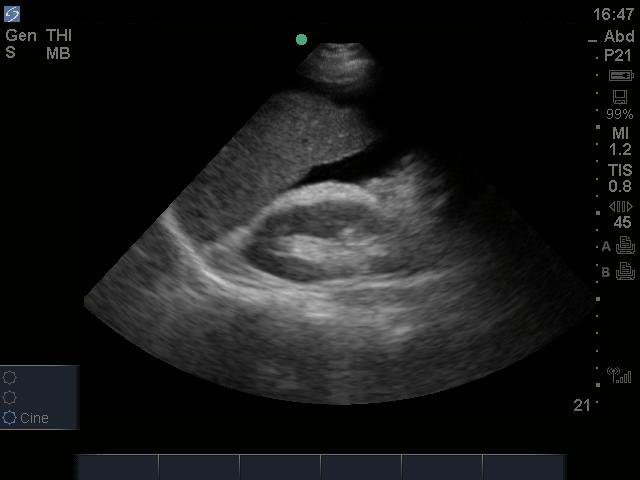 16:47
Gen THI
S MB
Abd
P21
99%
MI
1.2
TIS
0.8
45
A
B
21
Cine